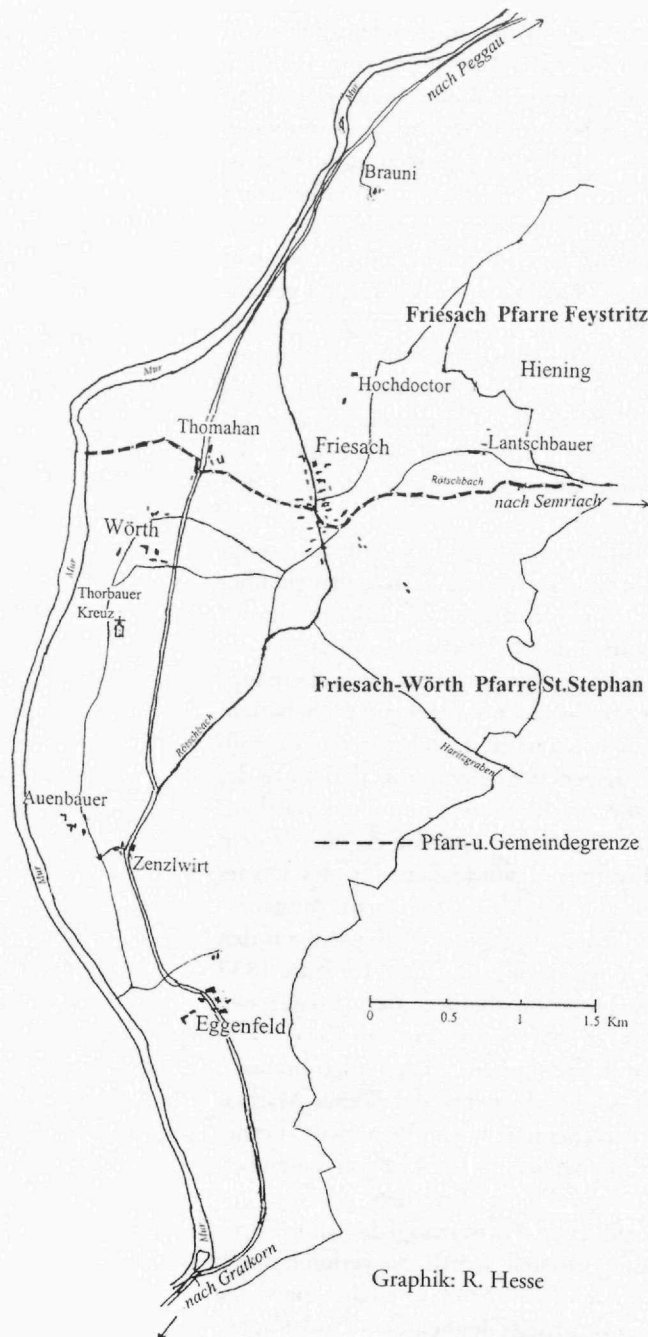 nach Peggau
Mur
Brauni
Friesach Pfarre Feystritz
Mur
Hiening
Hochdoctor
Thomahan
Friesach
Lantschbauer
Rötschbach
nach Semriach
Wörth
Mur
Thorbauer
Kreuz
Friesach-Wörth Pfarre St.Stephan
Rötschbach
Haritzgraben
Auenbauer
Pfarr-u.Gemeindegrenze
Zenzlwirt
Mur
Eggenfeld
0 0.5 1 1.5 Km
Mur
nach Gratkorn
Graphik: R. Hesse